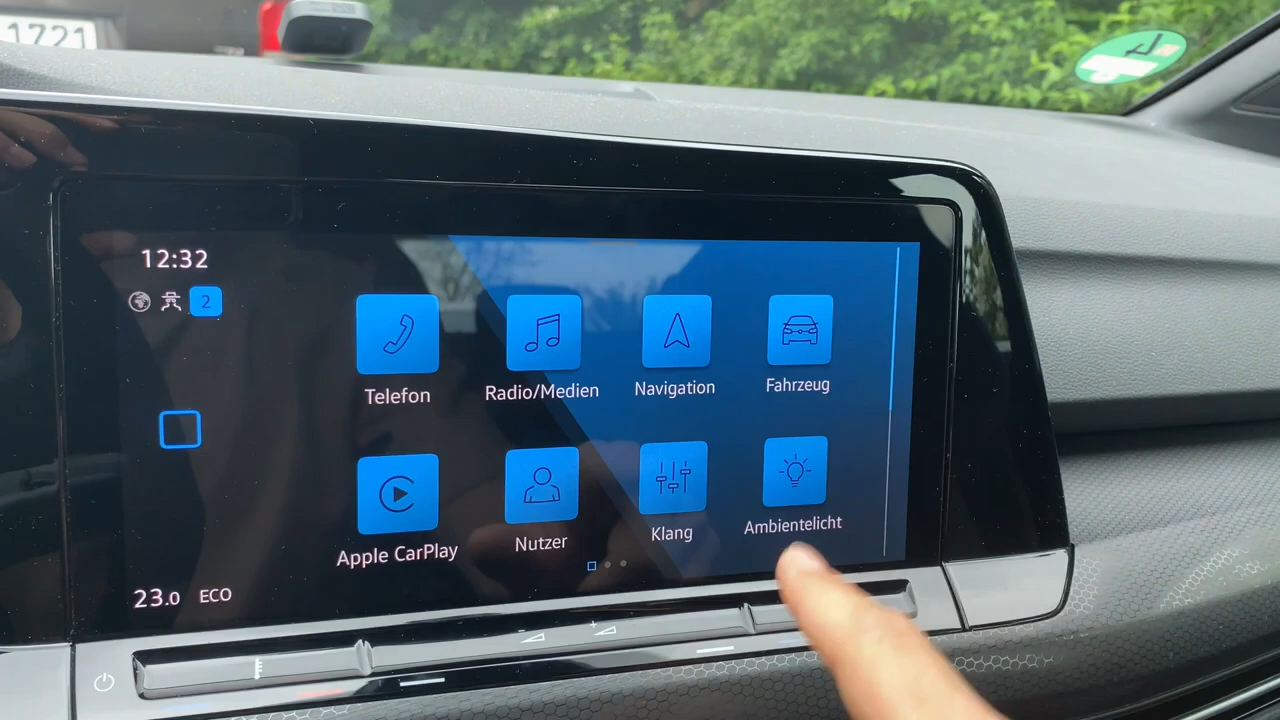 1721
12:32
2
Telefon
Radio/Medien
Navigation
Fahrzeug
Apple CarPlay
Nutzer
Klang
Ambientelicht
23.0 ECO